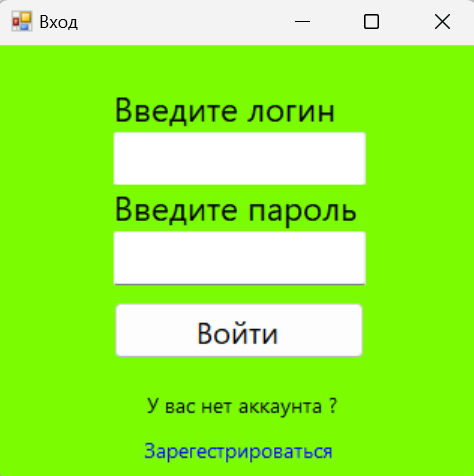 Вход
Введите логин
Введите пароль
Войти
У вас нет аккаунта ?
Зарегестрироваться